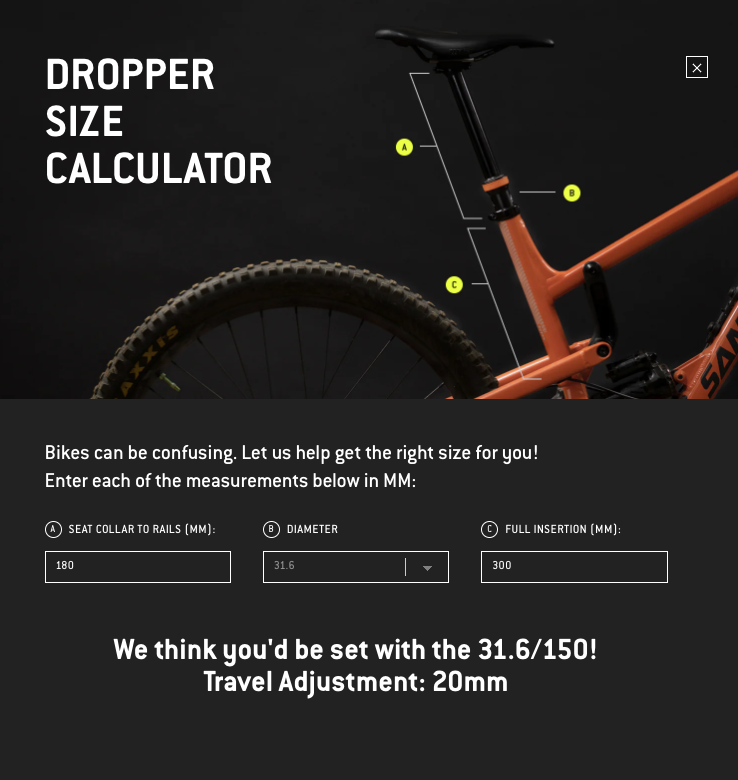 DROPPER
SIZE
CALCULATOR
A
B
C
AXXIS
SAN
Bikes can be confusing. Let us help get the right size for you!
Enter each of the measurements below in MM:
A SEAT COLLAR TO RAILS (MM):
B DIAMETER
C FULL INSERTION (MM):
180
31.6
300
We think you'd be set with the 31.6/150!
Travel Adjustment: 20mm